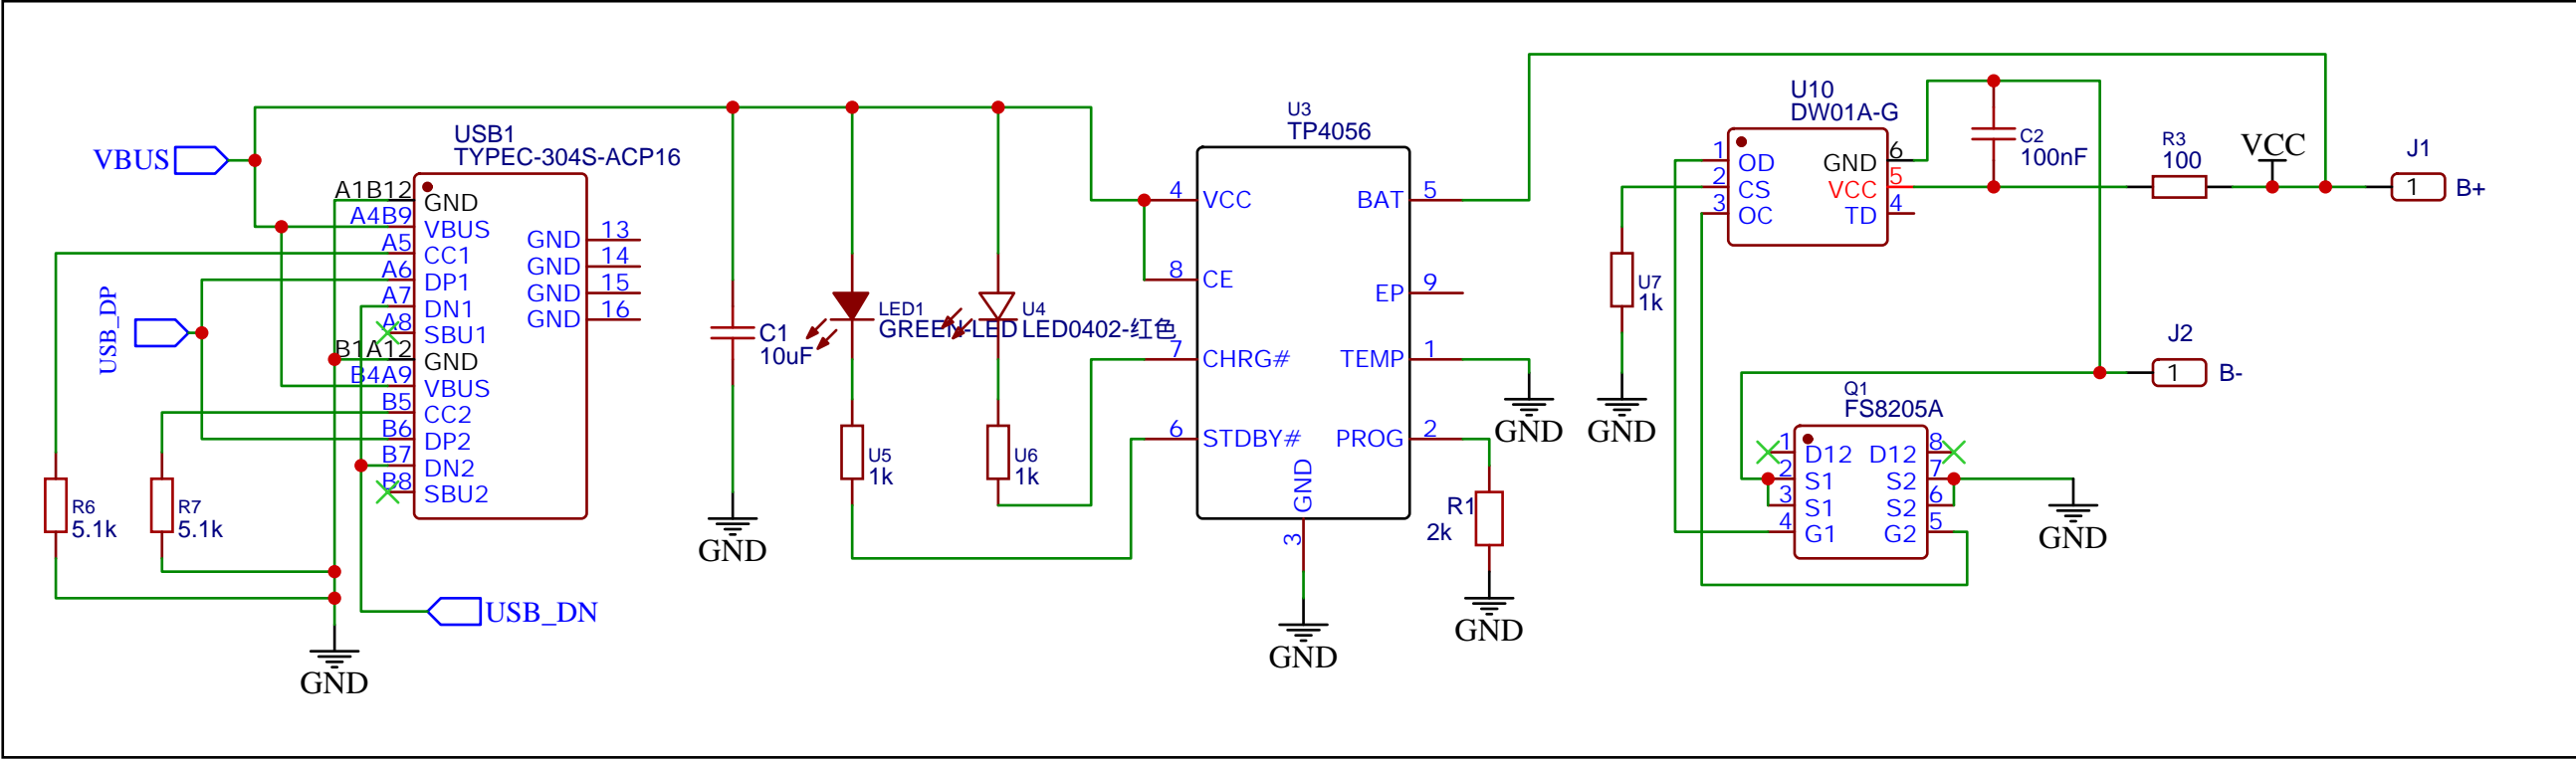 VBUS
USB_DP
USB_DN
USB1
TYPEC-304S-ACP16
A1B12
A4B9
A5
A6
A7
A8
B1A12
B4A9
B5
B6
B7
B8
GND
VBUS
CC1
DP1
DN1
SBU1
GND
VBUS
CC2
DP2
DN2
SBU2
GND 13
GND 14
GND 15
GND 16
R6
5.1k
R7
5.1k
GND
C1
10uF
GND
LED1
GREEN-LED
U4
LED0402-红色
U5
1k
U6
1k
U3
TP4056
4 VCC
8 CE
7 CHRG#
6 STDBY#
BAT 5
EP 9
TEMP 1
PROG 2
GND
3
GND
GND
R1
2k
GND
U7
1k
GND
U10
DW01A-G
1 OD
2 CS
3 OC
GND 6
VCC 5
TD 4
C2
100nF
R3
100
VCC
J1
1 B+
J2
1 B-
Q1
FS8205A
1 D12
2 S1
3 S1
4 G1
D12 8
S2 7
S2 6
G2 5
GND